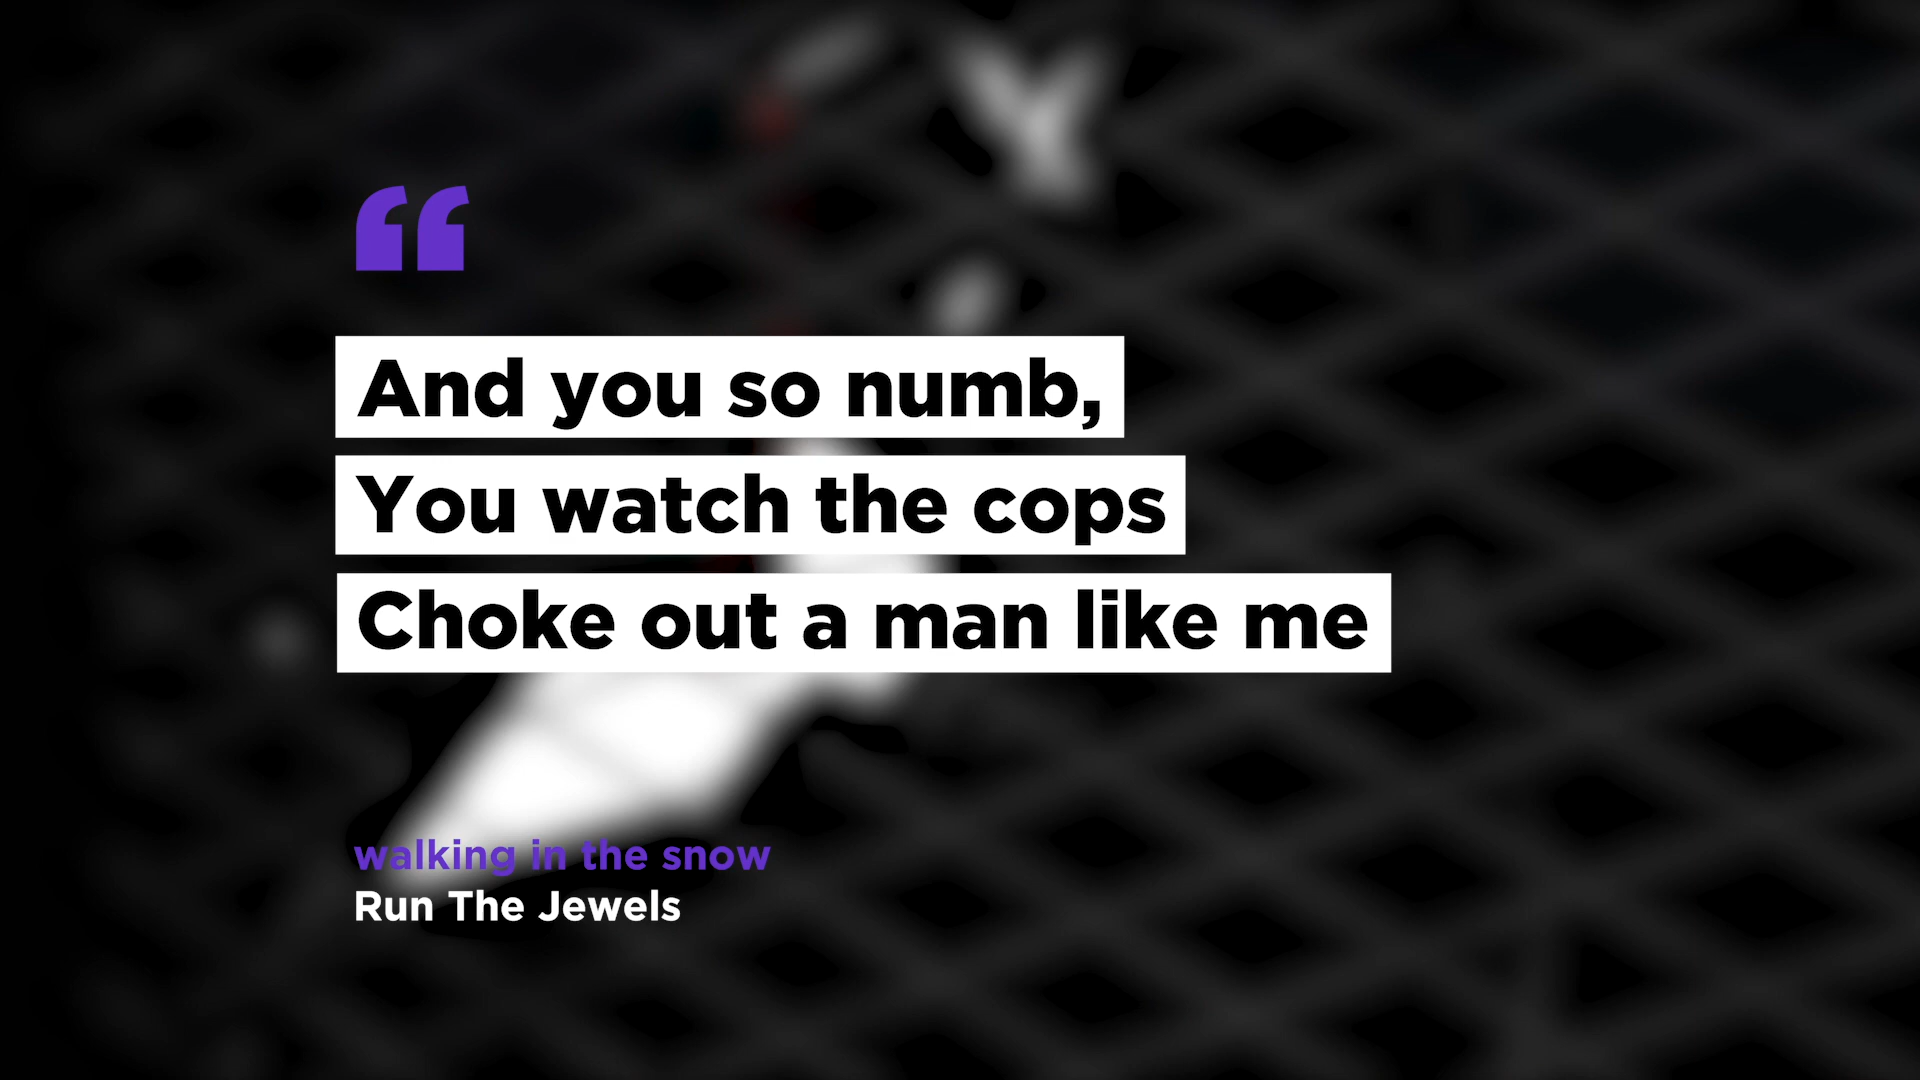 “
And you so numb,
You watch the cops
Choke out a man like me
walking in the snow
Run The Jewels